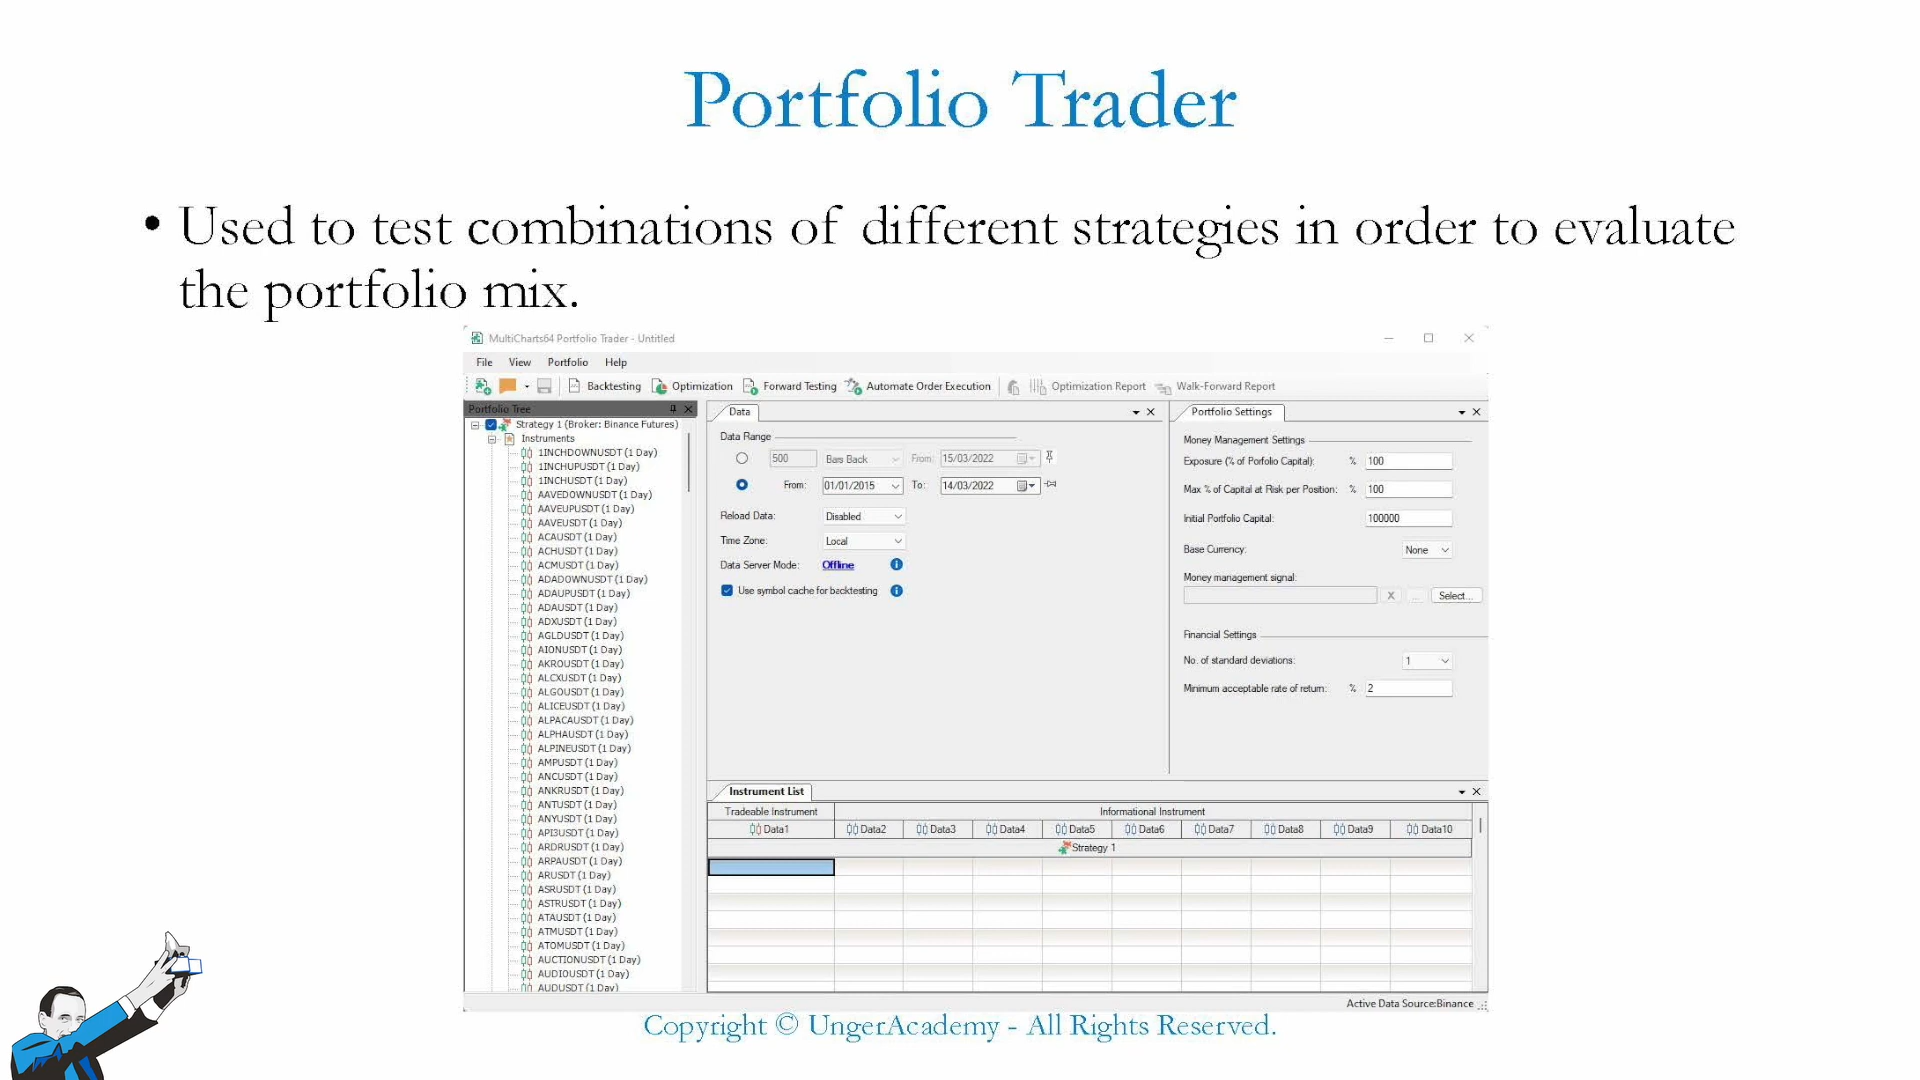 Portfolio Trader
• Used to test combinations of different strategies in order to evaluate
the portfolio mix.
MultiCharts64 Portfolio Trader - Untitled
File View Portfolio Help
Backtesting Optimization Forward Testing Automate Order Execution Optimization Report Walk-Forward Report
Portfolio Tree
Strategy 1 (Broker: Binance Futures)
Instruments
1INCHDOWNUSDT (1 Day)
1INCHUPUSDT (1 Day)
1INCHUSDT (1 Day)
AAVEDOWNUSDT (1 Day)
AAVEUPUSDT (1 Day)
AAVEUSDT (1 Day)
ACAUSDT (1 Day)
ACHUSDT (1 Day)
ACMUSDT (1 Day)
ADADOWNUSDT (1 Day)
ADAUPUSDT (1 Day)
ADAUSDT (1 Day)
ADXUSDT (1 Day)
AGLDUSDT (1 Day)
AIONUSDT (1 Day)
AKROUSDT (1 Day)
ALCXUSDT (1 Day)
ALGOUSDT (1 Day)
ALICEUSDT (1 Day)
ALPACAUSDT (1 Day)
ALPHAUSDT (1 Day)
ALPINEUSDT (1 Day)
AMPUSDT (1 Day)
ANCUSDT (1 Day)
ANKRUSDT (1 Day)
ANTUSDT (1 Day)
ANYUSDT (1 Day)
API3USDT (1 Day)
ARDRUSDT (1 Day)
ARPAUSDT (1 Day)
ARUSDT (1 Day)
ASRUSDT (1 Day)
ASTRUSDT (1 Day)
ATAUSDT (1 Day)
ATMUSDT (1 Day)
ATOMUSDT (1 Day)
AUCTIONUSDT (1 Day)
AUDIOUSDT (1 Day)
AUDUSDT (1 Day)
Data
Data Range
500 Bars Back From: 15/03/2022
From: 01/01/2015 To: 14/03/2022
Reload Data: Disabled
Time Zone: Local
Data Server Mode: Offline
Use symbol cache for backtesting
Portfolio Settings
Money Management Settings
Exposure (% of Porfolio Capital): % 100
Max % of Capital at Risk per Position: % 100
Initial Portfolio Capital: 100000
Base Currency: None
Money management signal:
X ... Select...
Financial Settings
No. of standard deviations: 1
Minimum acceptable rate of return: % 2
Instrument List
Tradeable Instrument Informational Instrument
Data1 Data2 Data3 Data4 Data5 Data6 Data7 Data8 Data9 Data10
Strategy 1
Active Data Source:Binance
Copyright © UngerAcademy - All Rights Reserved.